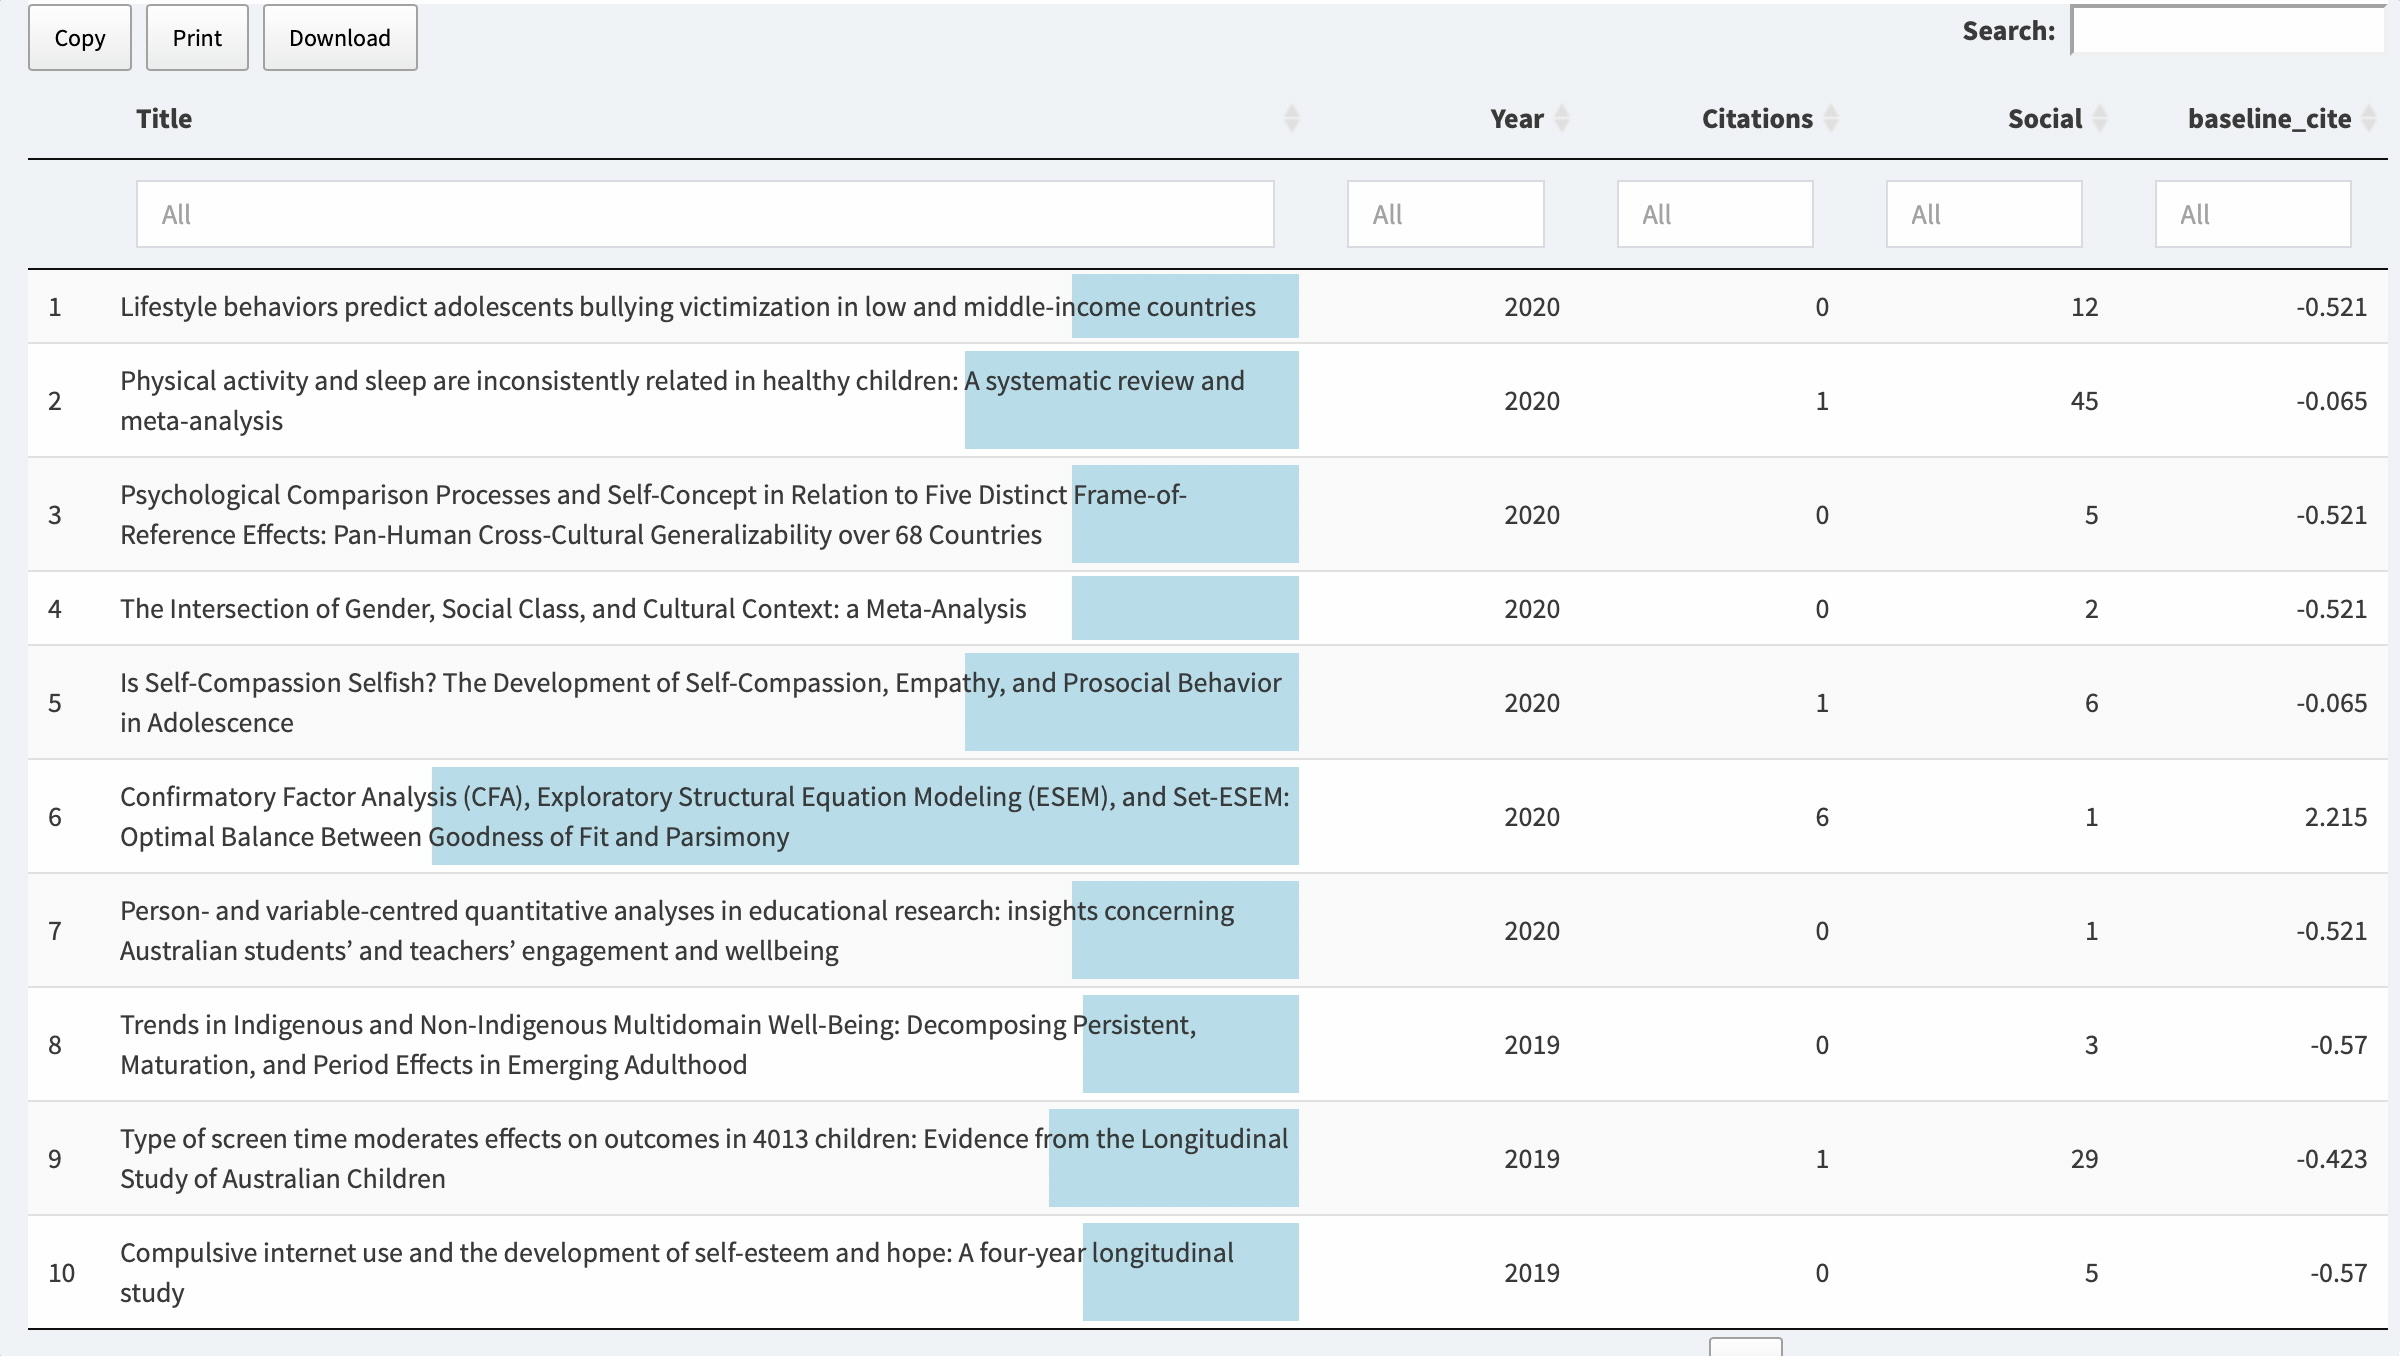 Copy Print Download Search:
Title Year Citations Social baseline_cite
All All All All All
1 Lifestyle behaviors predict adolescents bullying victimization in low and middle-income countries 2020 0 12 -0.521
Physical activity and sleep are inconsistently related in healthy children: A systematic review and
2 2020 1 45 -0.065
meta-analysis
Psychological Comparison Processes and Self-Concept in Relation to Five Distinct Frame-of-
3 2020 0 5 -0.521
Reference Effects: Pan-Human Cross-Cultural Generalizability over 68 Countries
4 The Intersection of Gender, Social Class, and Cultural Context: a Meta-Analysis 2020 0 2 -0.521
Is Self-Compassion Selfish? The Development of Self-Compassion, Empathy, and Prosocial Behavior
5 2020 1 6 -0.065
in Adolescence
Confirmatory Factor Analysis (CFA), Exploratory Structural Equation Modeling (ESEM), and Set-ESEM:
6 2020 6 1 2.215
Optimal Balance Between Goodness of Fit and Parsimony
Person- and variable-centred quantitative analyses in educational research: insights concerning
7 2020 0 1 -0.521
Australian students’ and teachers’ engagement and wellbeing
Trends in Indigenous and Non-Indigenous Multidomain Well-Being: Decomposing Persistent,
8 2019 0 3 -0.57
Maturation, and Period Effects in Emerging Adulthood
Type of screen time moderates effects on outcomes in 4013 children: Evidence from the Longitudinal
9 2019 1 29 -0.423
Study of Australian Children
Compulsive internet use and the development of self-esteem and hope: A four-year longitudinal
10 2019 0 5 -0.57
study